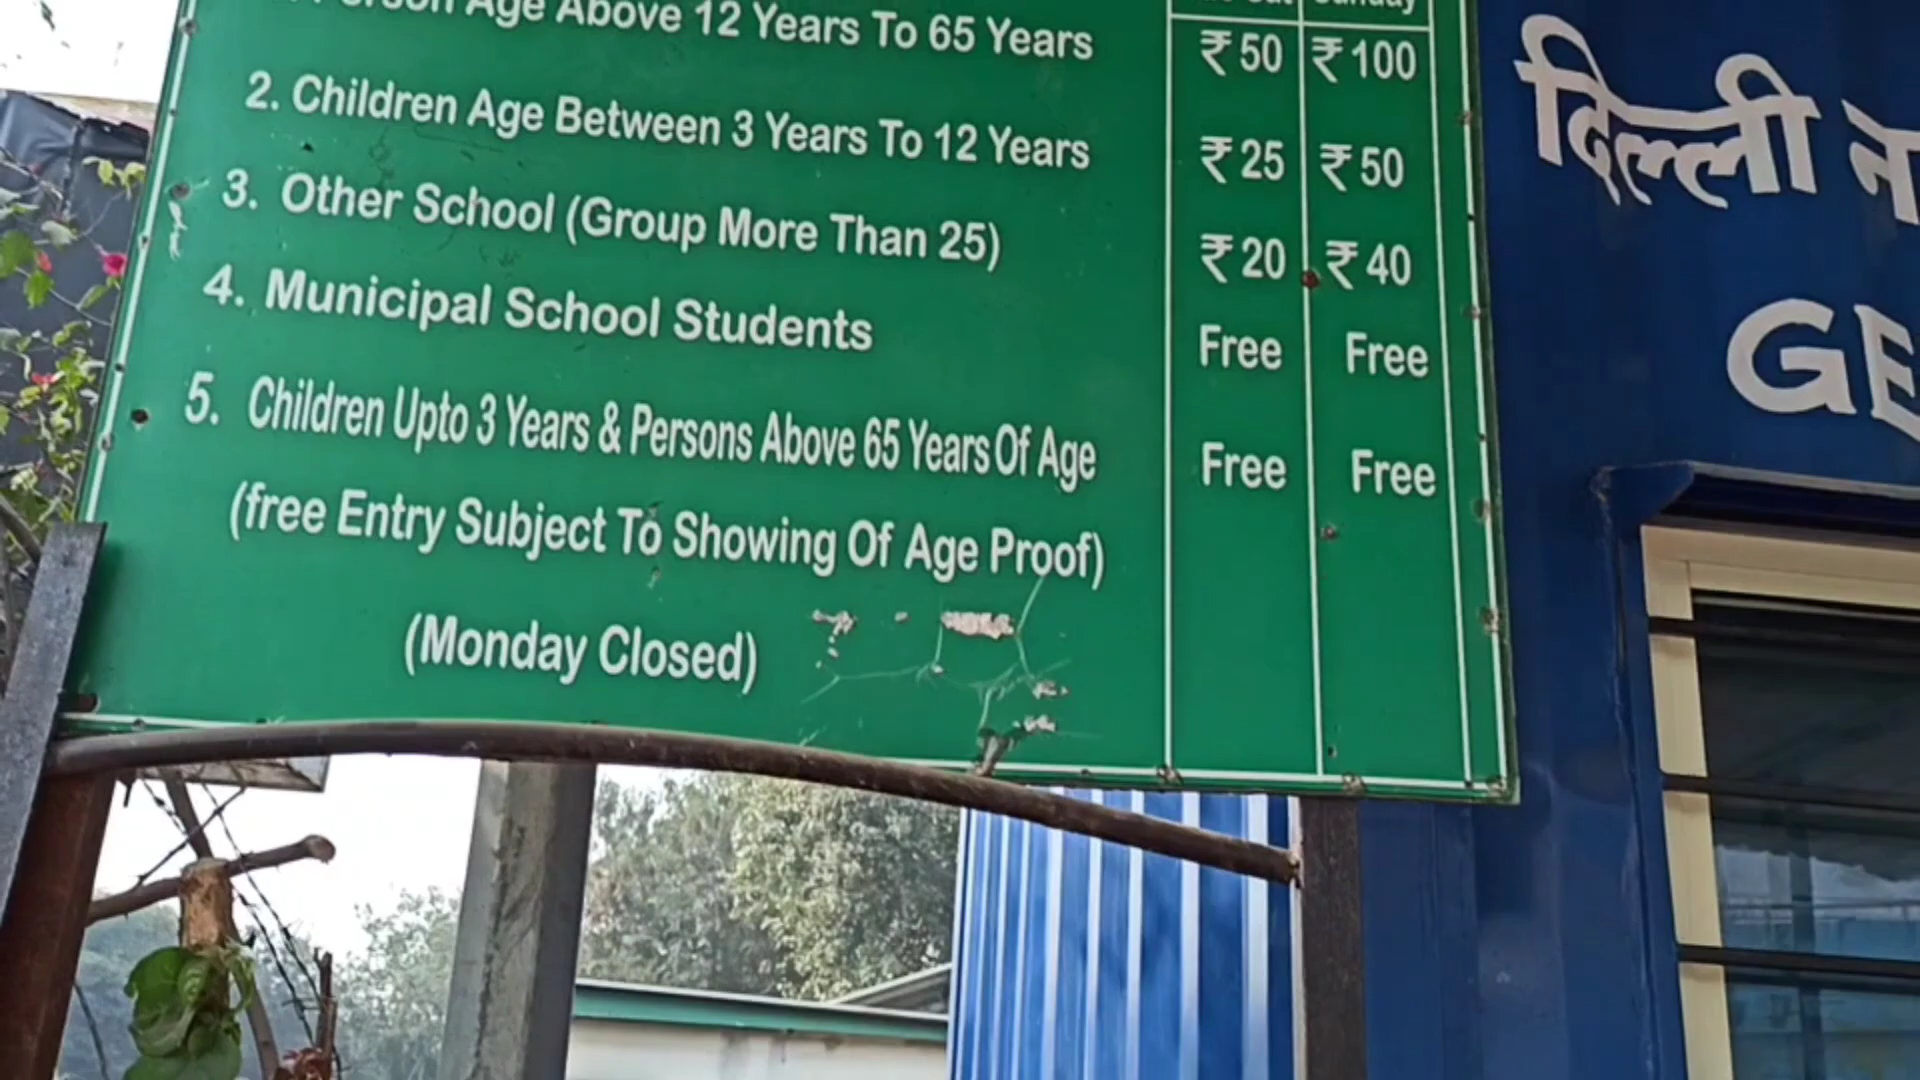 Person Age Above 12 Years To 65 Years ₹50 ₹100
2. Children Age Between 3 Years To 12 Years ₹25 ₹50
3. Other School (Group More Than 25) ₹20 ₹40
4. Municipal School Students Free Free
5. Children Upto 3 Years & Persons Above 65 Years Of Age Free Free
(free Entry Subject To Showing Of Age Proof)
(Monday Closed)
दिल्ली